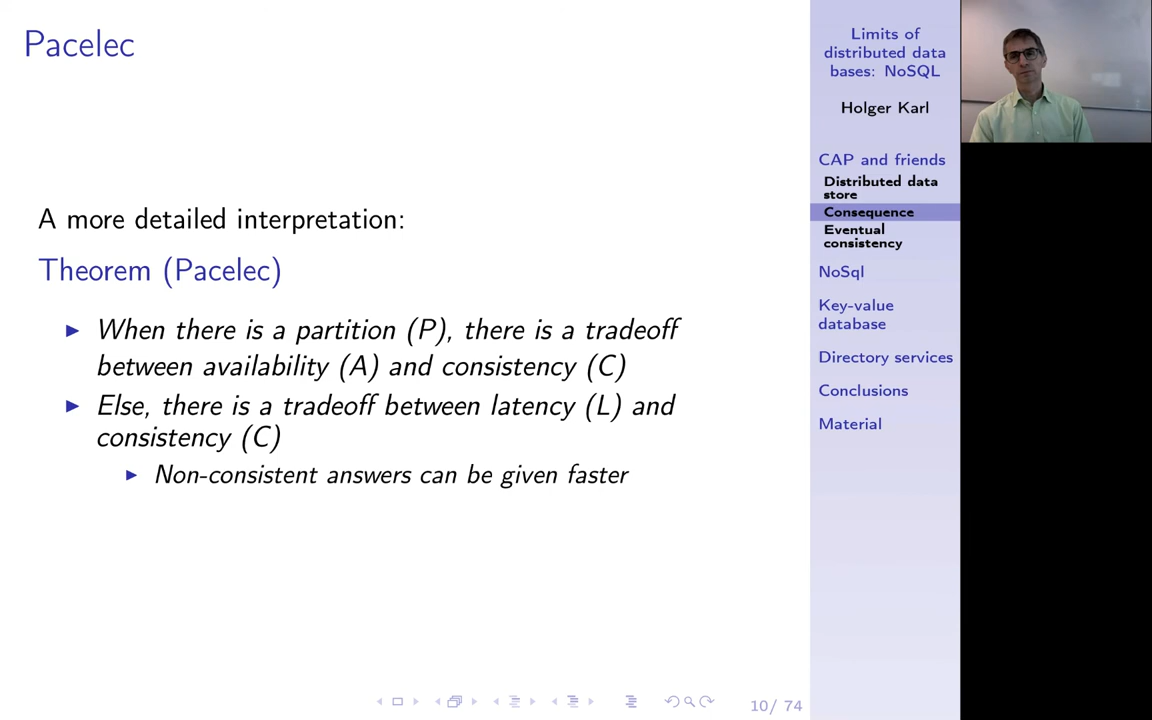 Pacelec
A more detailed interpretation:
Theorem (Pacelec)
When there is a partition (P), there is a tradeoff
between availability (A) and consistency (C)
Else, there is a tradeoff between latency (L) and
consistency (C)
Non-consistent answers can be given faster
10/ 74
Limits of
distributed data
bases: NoSQL
Holger Karl
CAP and friends
Distributed data
store
Consequence
Eventual
consistency
NoSql
Key-value
database
Directory services
Conclusions
Material